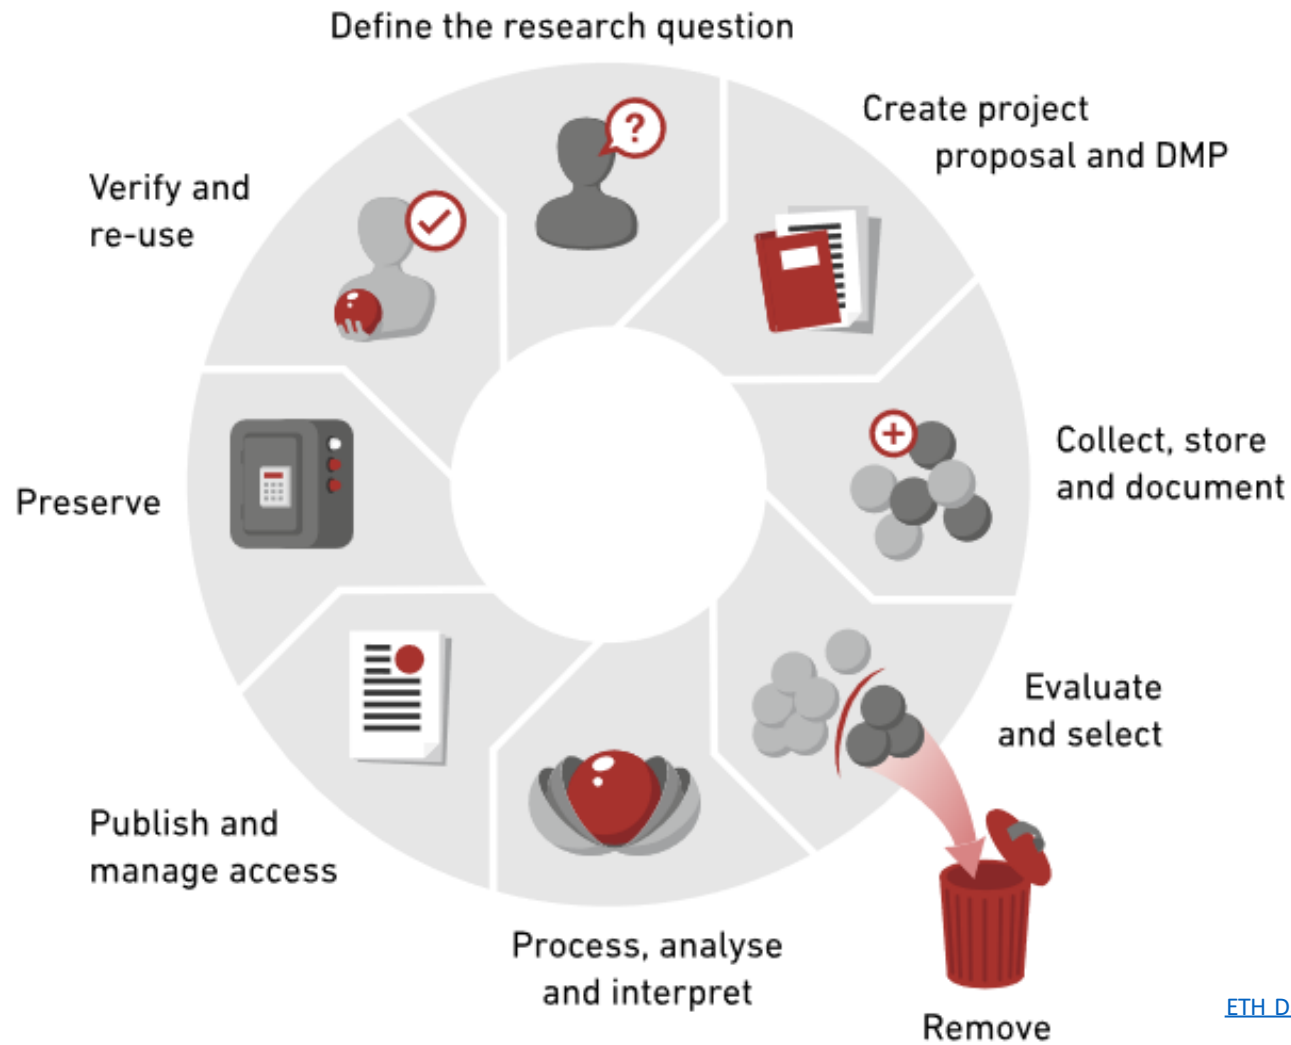 Define the research question
Create project
proposal and DMP
Collect, store
and document
Evaluate
and select
Remove
Process, analyse
and interpret
Publish and
manage access
Preserve
Verify and
re-use
?
ETH D